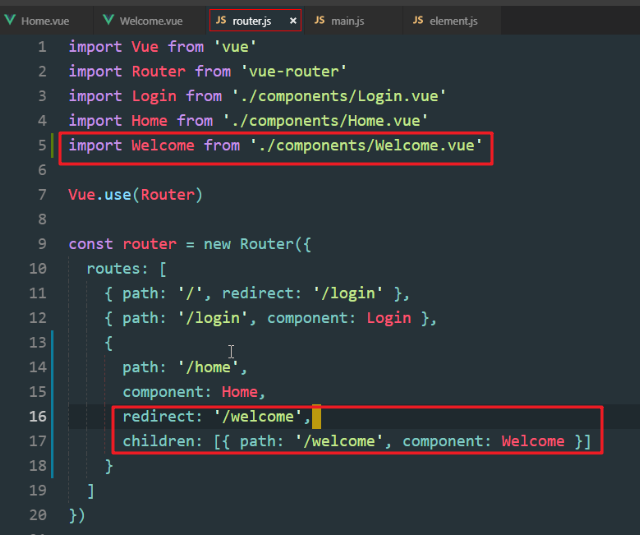 Home.vue Welcome.vue JS router.js × JS main.js JS element.js
1 import Vue from 'vue'
2 import Router from 'vue-router'
3 import Login from './components/Login.vue'
4 import Home from './components/Home.vue'
5 import Welcome from './components/Welcome.vue'
6
7 Vue.use(Router)
8
9 const router = new Router({
10 routes: [
11 { path: '/', redirect: '/login' },
12 { path: '/login', component: Login },
13 {
14 path: '/home',
15 component: Home,
16 redirect: '/welcome',
17 children: [{ path: '/welcome', component: Welcome }]
18 }
19 ]
20 })